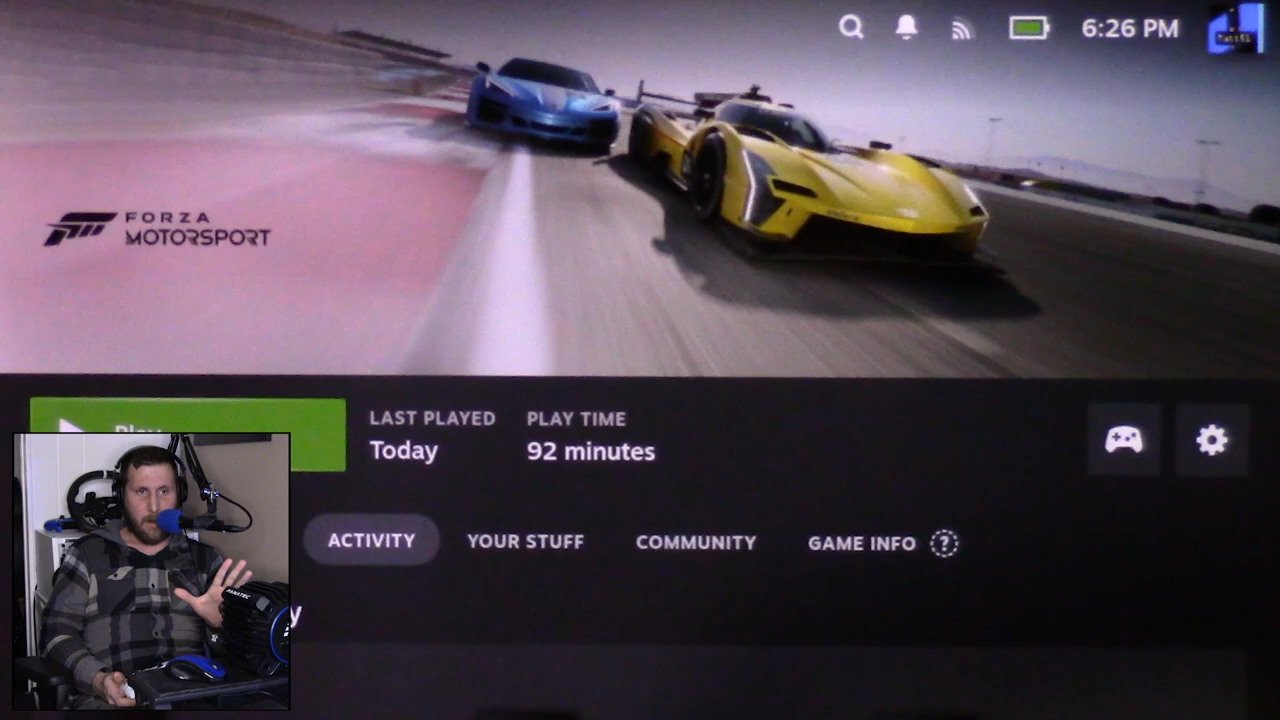 6:26 PM
FORZA
MOTORSPORT
Play
LAST PLAYED
Today
PLAY TIME
92 minutes
ACTIVITY
YOUR STUFF
COMMUNITY
GAME INFO ?
y
FANATEC